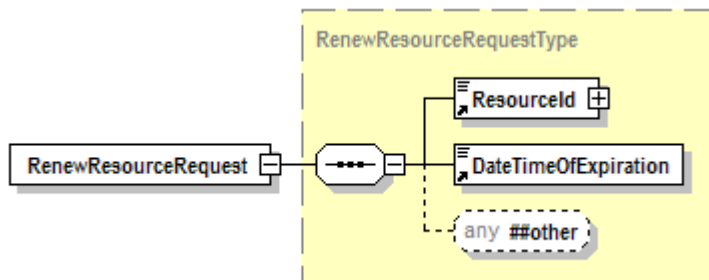 RenewResourceRequestType
ResourceId
RenewResourceRequest
DateTimeOfExpiration
any ##other